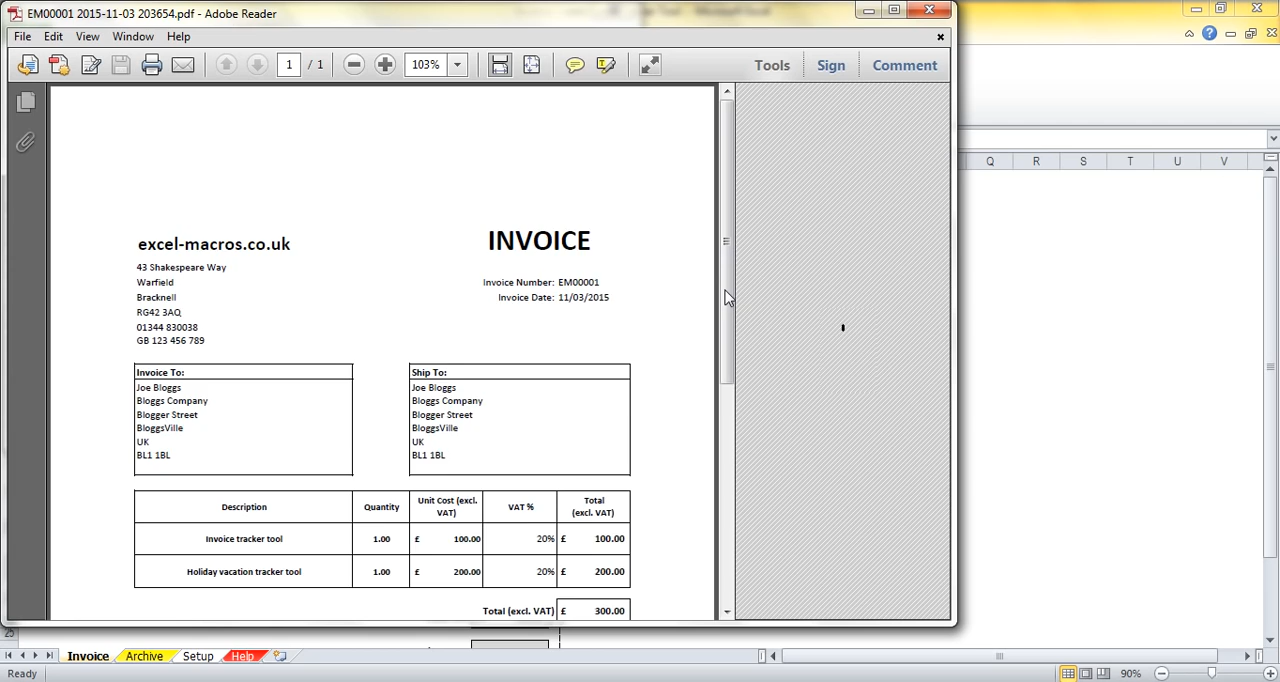 EM00001 2015-11-03 203654.pdf - Adobe Reader
File Edit View Window Help
1 / 1 103% Tools Sign Comment
Q R S T U V
excel-macros.co.uk
INVOICE
43 Shakespeare Way
Warfield
Bracknell
RG42 3AQ
01344 830038
GB 123 456 789
Invoice Number: EM00001
Invoice Date: 11/03/2015
Invoice To:
Joe Bloggs
Bloggs Company
Blogger Street
BloggsVille
UK
BL1 1BL
Ship To:
Joe Bloggs
Bloggs Company
Blogger Street
BloggsVille
UK
BL1 1BL
Description Quantity Unit Cost (excl. VAT) VAT % Total (excl. VAT)
Invoice tracker tool 1.00 £ 100.00 20% £ 100.00
Holiday vacation tracker tool 1.00 £ 200.00 20% £ 200.00
Total (excl. VAT) £ 300.00
25
Invoice Archive Setup Help
Ready 90%